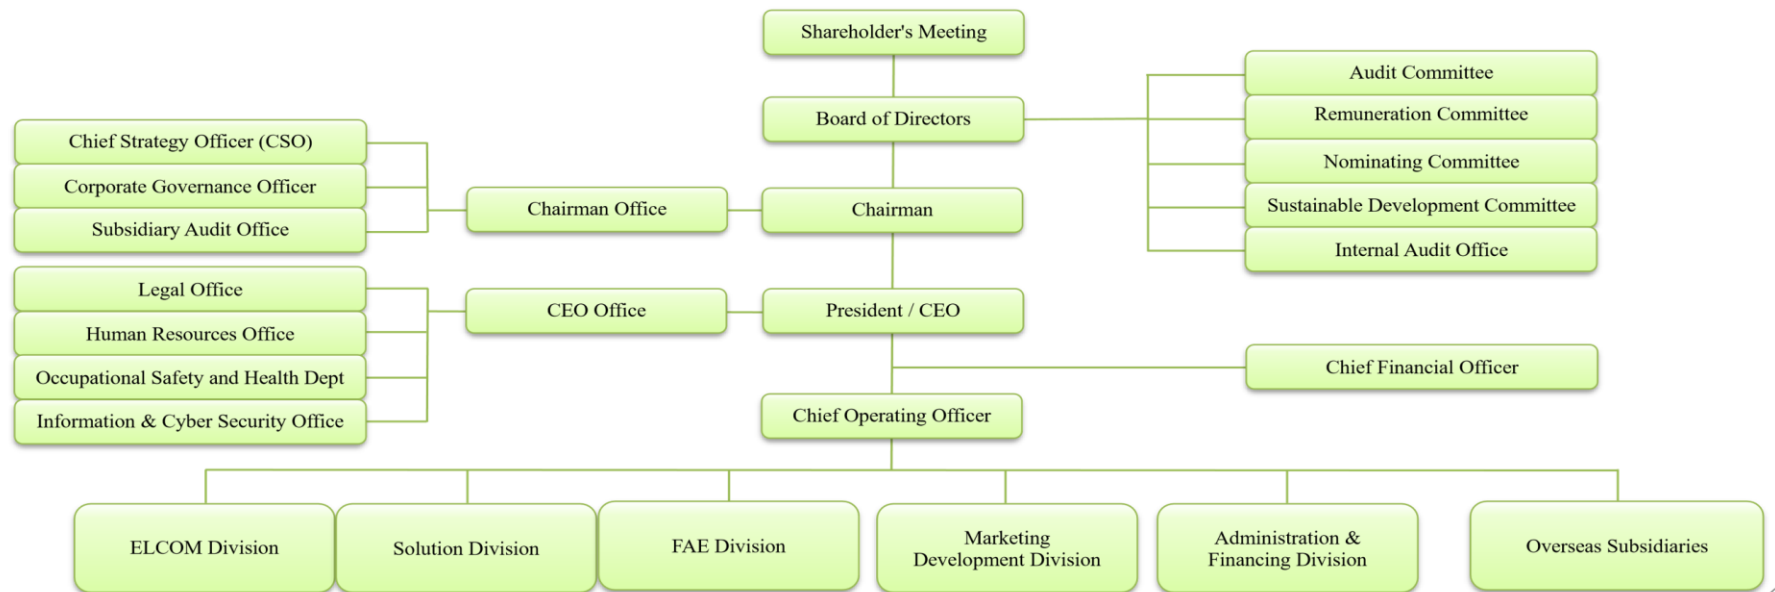 Shareholder's Meeting
Board of Directors
Audit Committee
Remuneration Committee
Nominating Committee
Sustainable Development Committee
Internal Audit Office
Chief Strategy Officer (CSO)
Corporate Governance Officer
Subsidiary Audit Office
Chairman Office
Chairman
Legal Office
Human Resources Office
Occupational Safety and Health Dept
Information & Cyber Security Office
CEO Office
President / CEO
Chief Financial Officer
Chief Operating Officer
ELCOM Division
Solution Division
FAE Division
Marketing
Development Division
Administration &
Financing Division
Overseas Subsidiaries